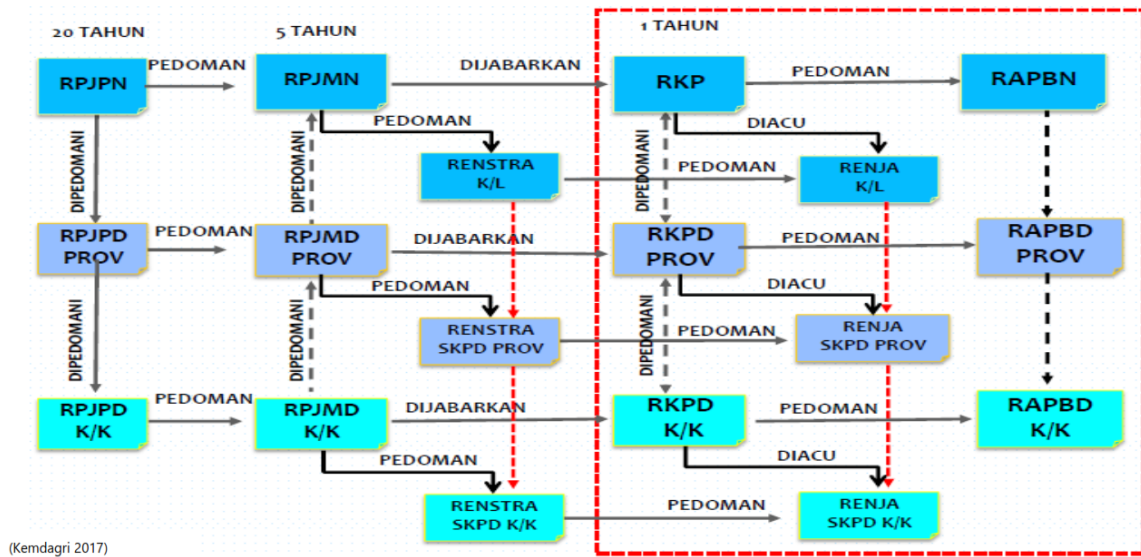 20 TAHUN
5 TAHUN
1 TAHUN
RPJPN
PEDOMAN
RPJMN
DIJABARKAN
RKP
PEDOMAN
RAPBN
DIPEDOMANI
DIPEDOMANI
PEDOMAN
RENSTRA
K/L
PEDOMAN
DIPEDOMANI
DIACU
RENJA
K/L
RPJPD
PROV
PEDOMAN
RPJMD
PROV
DIJABARKAN
RKPD
PROV
PEDOMAN
RAPBD
PROV
DIPEDOMANI
DIPEDOMANI
PEDOMAN
RENSTRA
SKPD PROV
PEDOMAN
DIPEDOMANI
DIACU
RENJA
SKPD PROV
RPJPD
K/K
PEDOMAN
RPJMD
K/K
DIJABARKAN
RKPD
K/K
PEDOMAN
RAPBD
K/K
PEDOMAN
RENSTRA
SKPD K/K
PEDOMAN
DIACU
RENJA
SKPD K/K
(Kemdagri 2017)